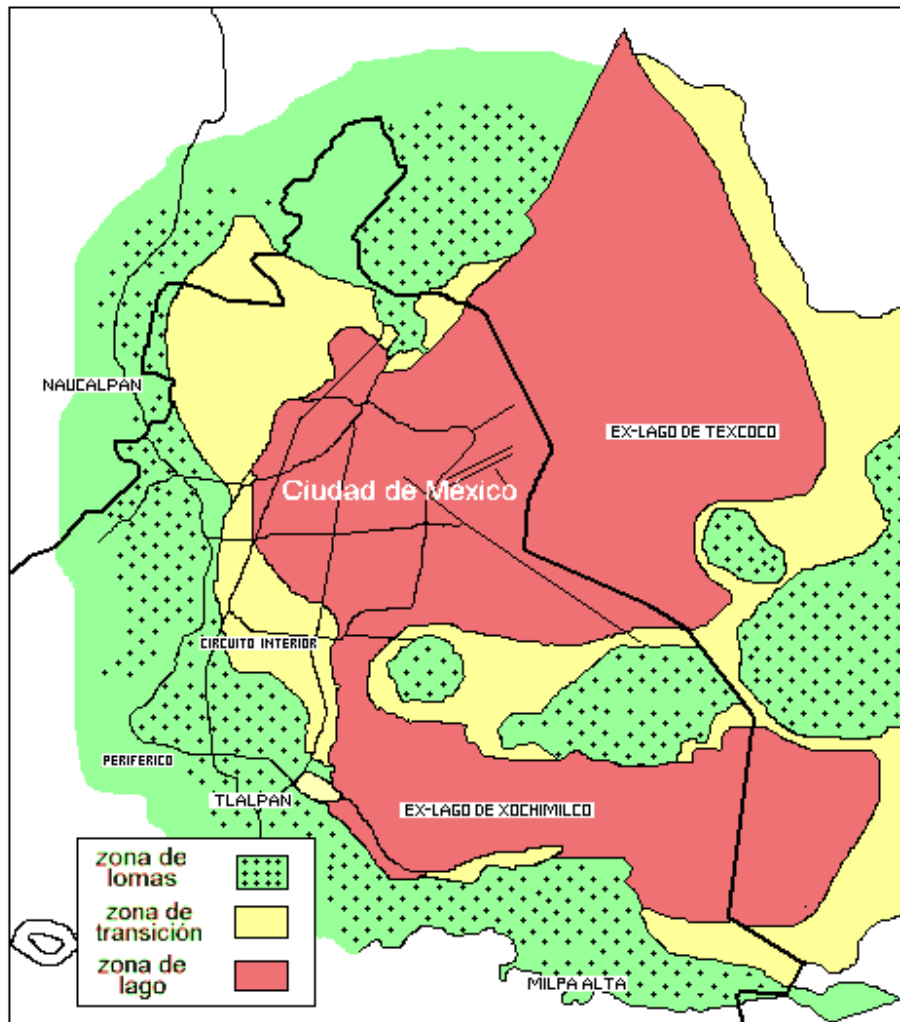 NAUCALPAN
EX-LAGO DE TEXCOCO
Ciudad de México
CIRCUITO INTERIOR
PERIFERICO
TLALPAN
EX-LAGO DE XOCHIMILCO
zona de
lomas
zona de
transición
zona de
lago
MILPA ALTA